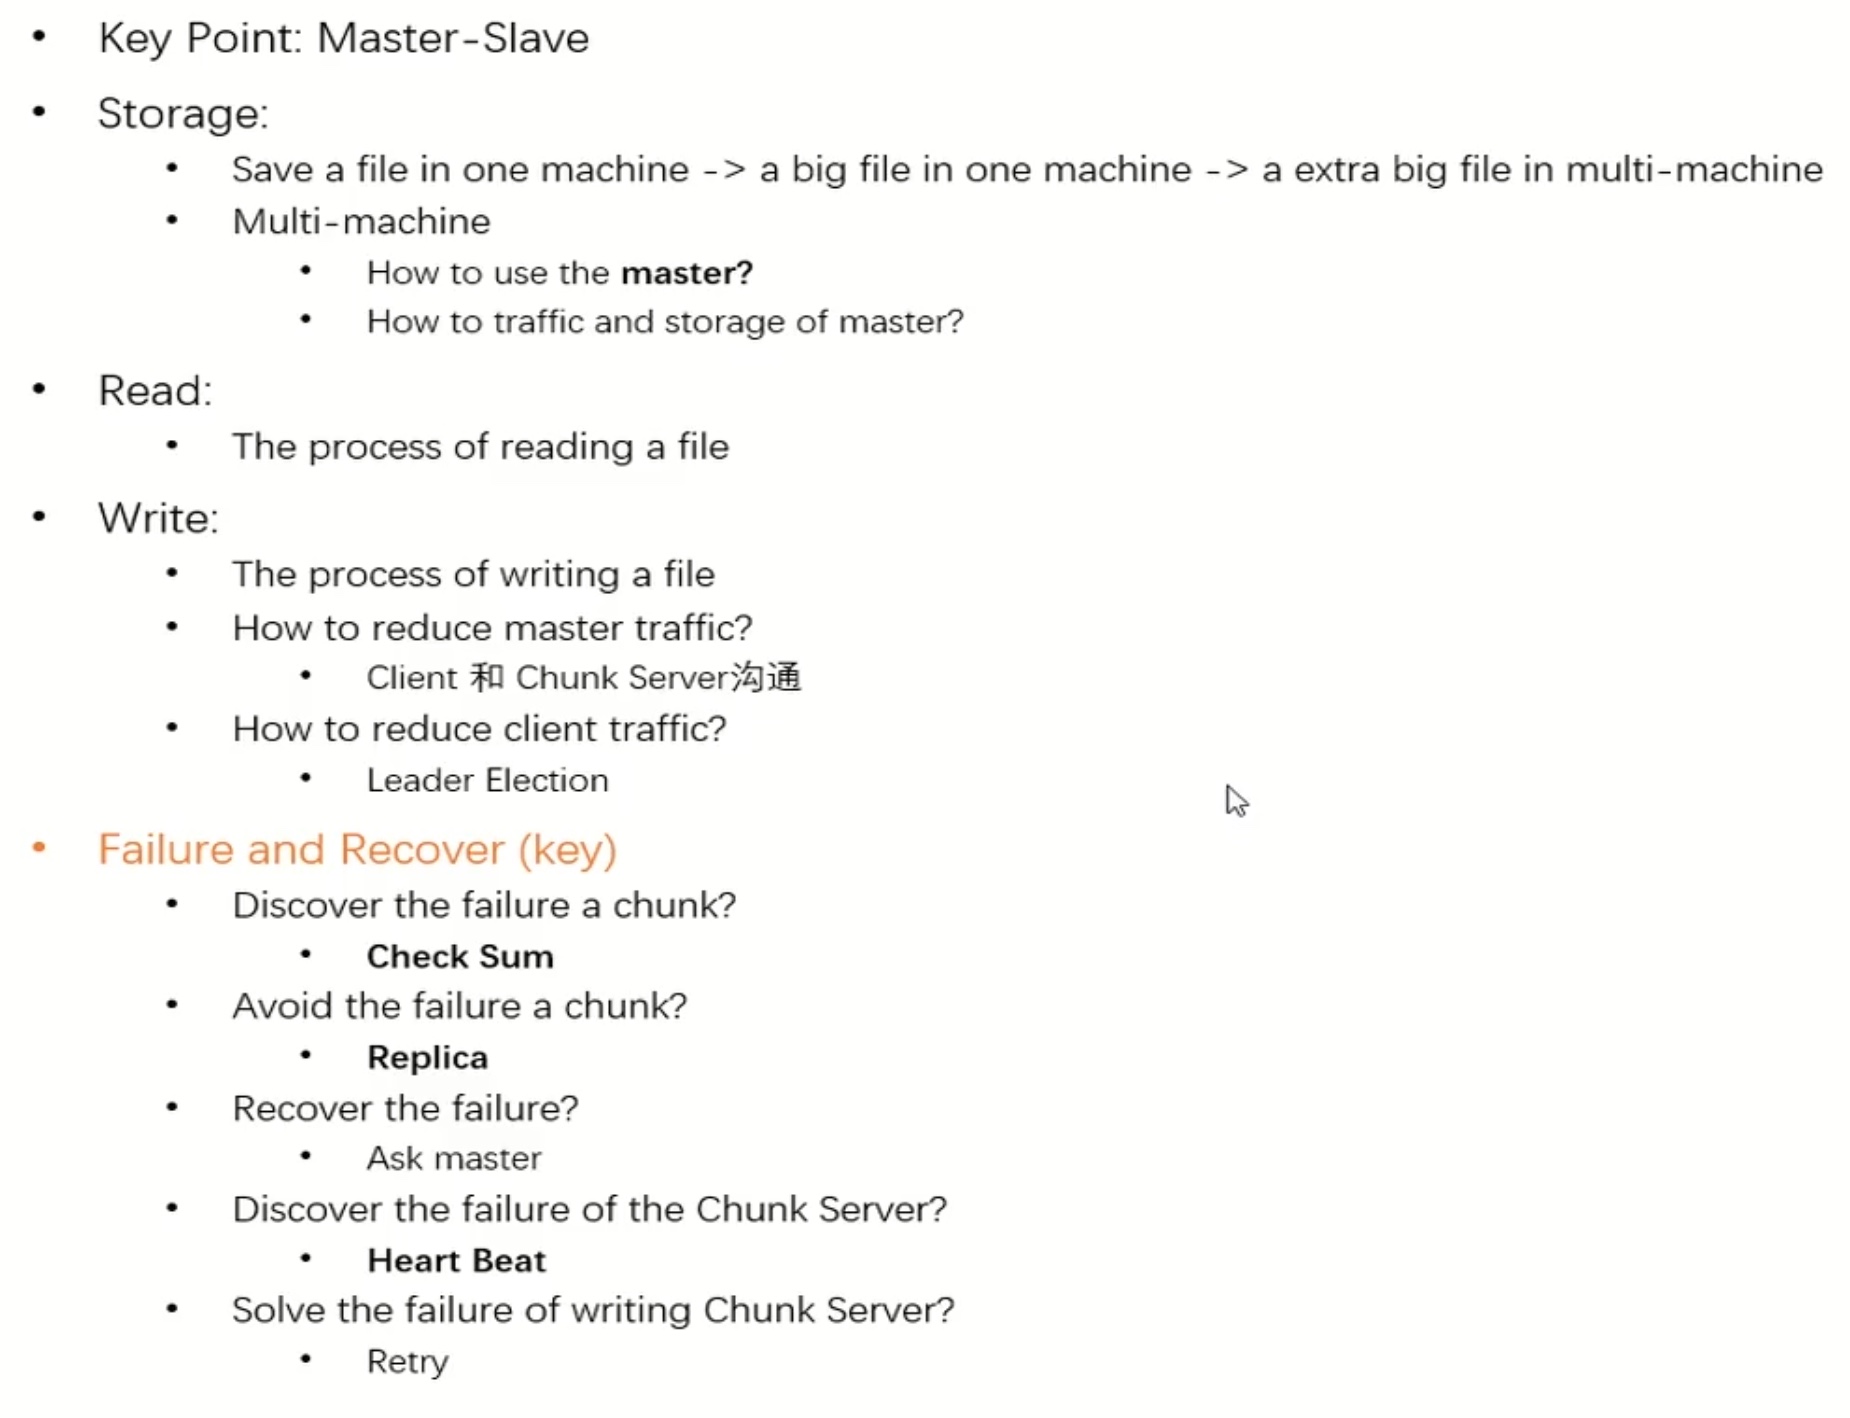 • Key Point: Master-Slave
• Storage:
• Save a file in one machine -> a big file in one machine -> a extra big file in multi-machine
• Multi-machine
• How to use the master?
• How to traffic and storage of master?
• Read:
• The process of reading a file
• Write:
• The process of writing a file
• How to reduce master traffic?
• Client 和 Chunk Server沟通
• How to reduce client traffic?
• Leader Election
• Failure and Recover (key)
• Discover the failure a chunk?
• Check Sum
• Avoid the failure a chunk?
• Replica
• Recover the failure?
• Ask master
• Discover the failure of the Chunk Server?
• Heart Beat
• Solve the failure of writing Chunk Server?
• Retry